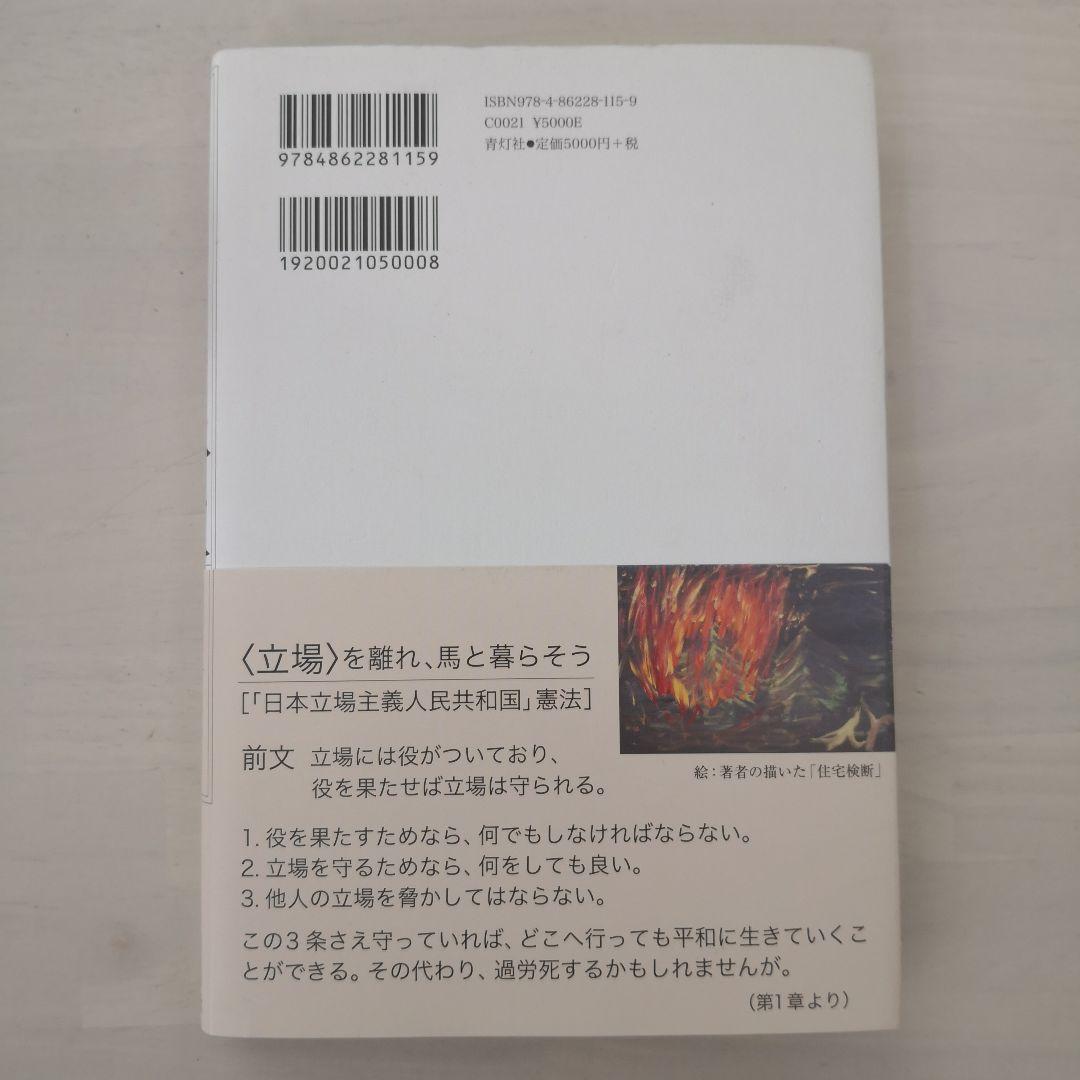 ISBN978-4-86228-115-9
C0021 ¥5000E
青灯社●定価5000円+税
9784862281159
1920021050008
〈立場〉を離れ、馬と暮らそう
[「日本立場主義人民共和国」憲法]
前文 立場には役がついており、
役を果たせば立場は守られる。
絵:著者の描いた「住宅検断」
1. 役を果たすためなら、何でもしなければならない。
2. 立場を守るためなら、何をしても良い。
3. 他人の立場を脅かしてはならない。
この3条さえ守っていれば、どこへ行っても平和に生きていくこ
とができる。その代わり、過労死するかもしれませんが。
(第1章より)